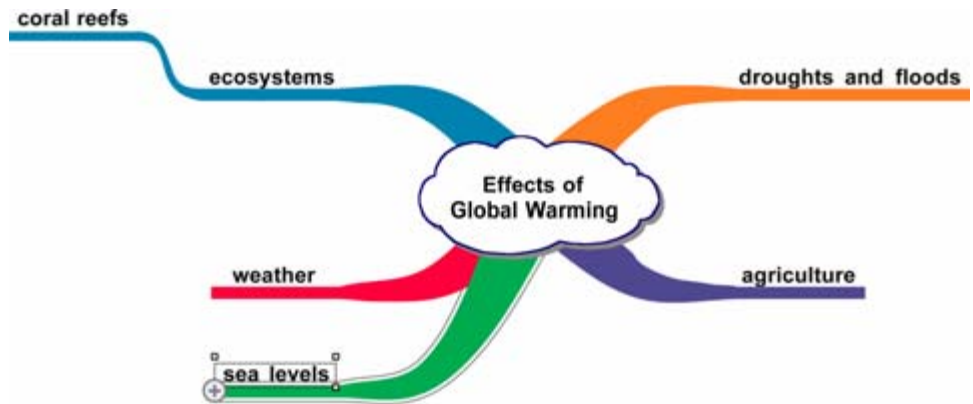 coral reefs
ecosystems
droughts and floods
Effects of
Global Warming
weather
agriculture
sea levels